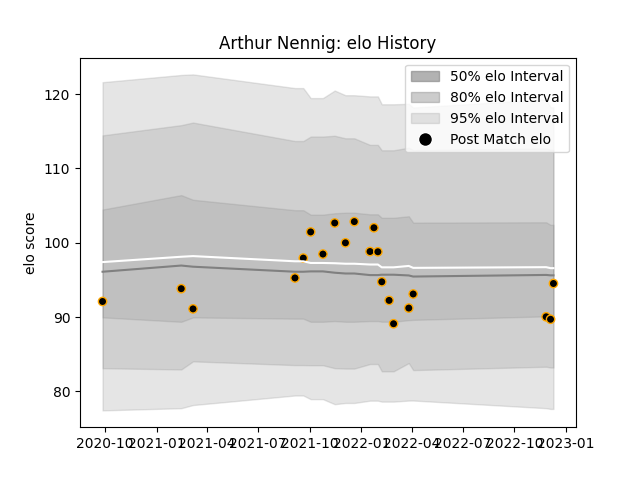 Arthur Nennig: elo History
50% elo Interval
80% elo Interval
95% elo Interval
Post Match elo
elo score
120
110
100
90
80
2020-10 2021-01 2021-04 2021-07 2021-10 2022-01 2022-04 2022-07 2022-10 2023-01